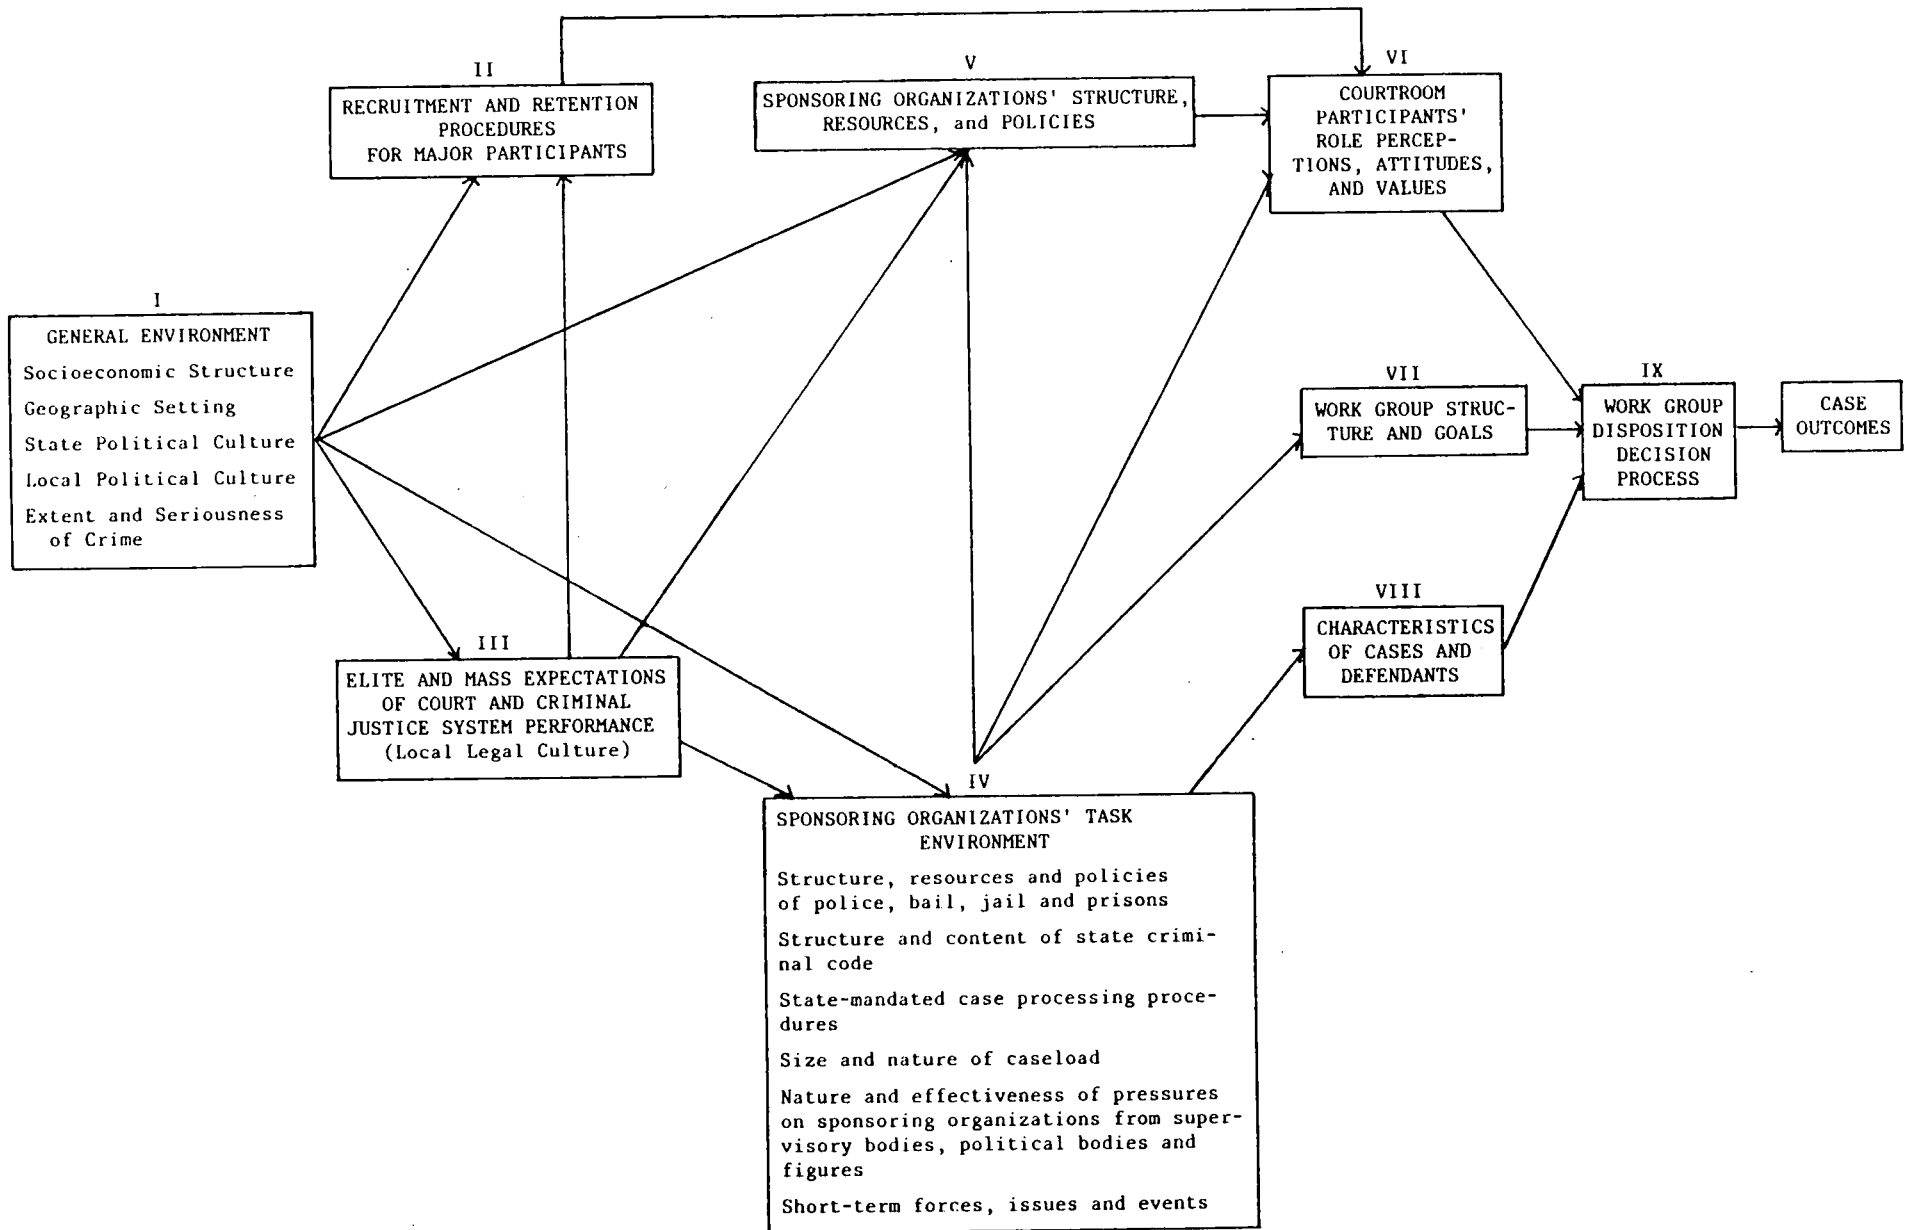 II
RECRUITMENT AND RETENTION
PROCEDURES
FOR MAJOR PARTICIPANTS
V
SPONSORING ORGANIZATIONS' STRUCTURE,
RESOURCES, and POLICIES
VI
COURTROOM
PARTICIPANTS'
ROLE PERCEP-
TIONS, ATTITUDES,
AND VALUES
I
GENERAL ENVIRONMENT
Socioeconomic Structure
Geographic Setting
State Political Culture
Local Political Culture
Extent and Seriousness
of Crime
VII
WORK GROUP STRUC-
TURE AND GOALS
IX
WORK GROUP
DISPOSITION
DECISION
PROCESS
CASE
OUTCOMES
III
ELITE AND MASS EXPECTATIONS
OF COURT AND CRIMINAL
JUSTICE SYSTEM PERFORMANCE
(Local Legal Culture)
VIII
CHARACTERISTICS
OF CASES AND
DEFENDANTS
IV
SPONSORING ORGANIZATIONS' TASK
ENVIRONMENT
Structure, resources and policies
of police, bail, jail and prisons
Structure and content of state crimi-
nal code
State-mandated case processing proce-
dures
Size and nature of caseload
Nature and effectiveness of pressures
on sponsoring organizations from super-
visory bodies, political bodies and
figures
Short-term forces, issues and events